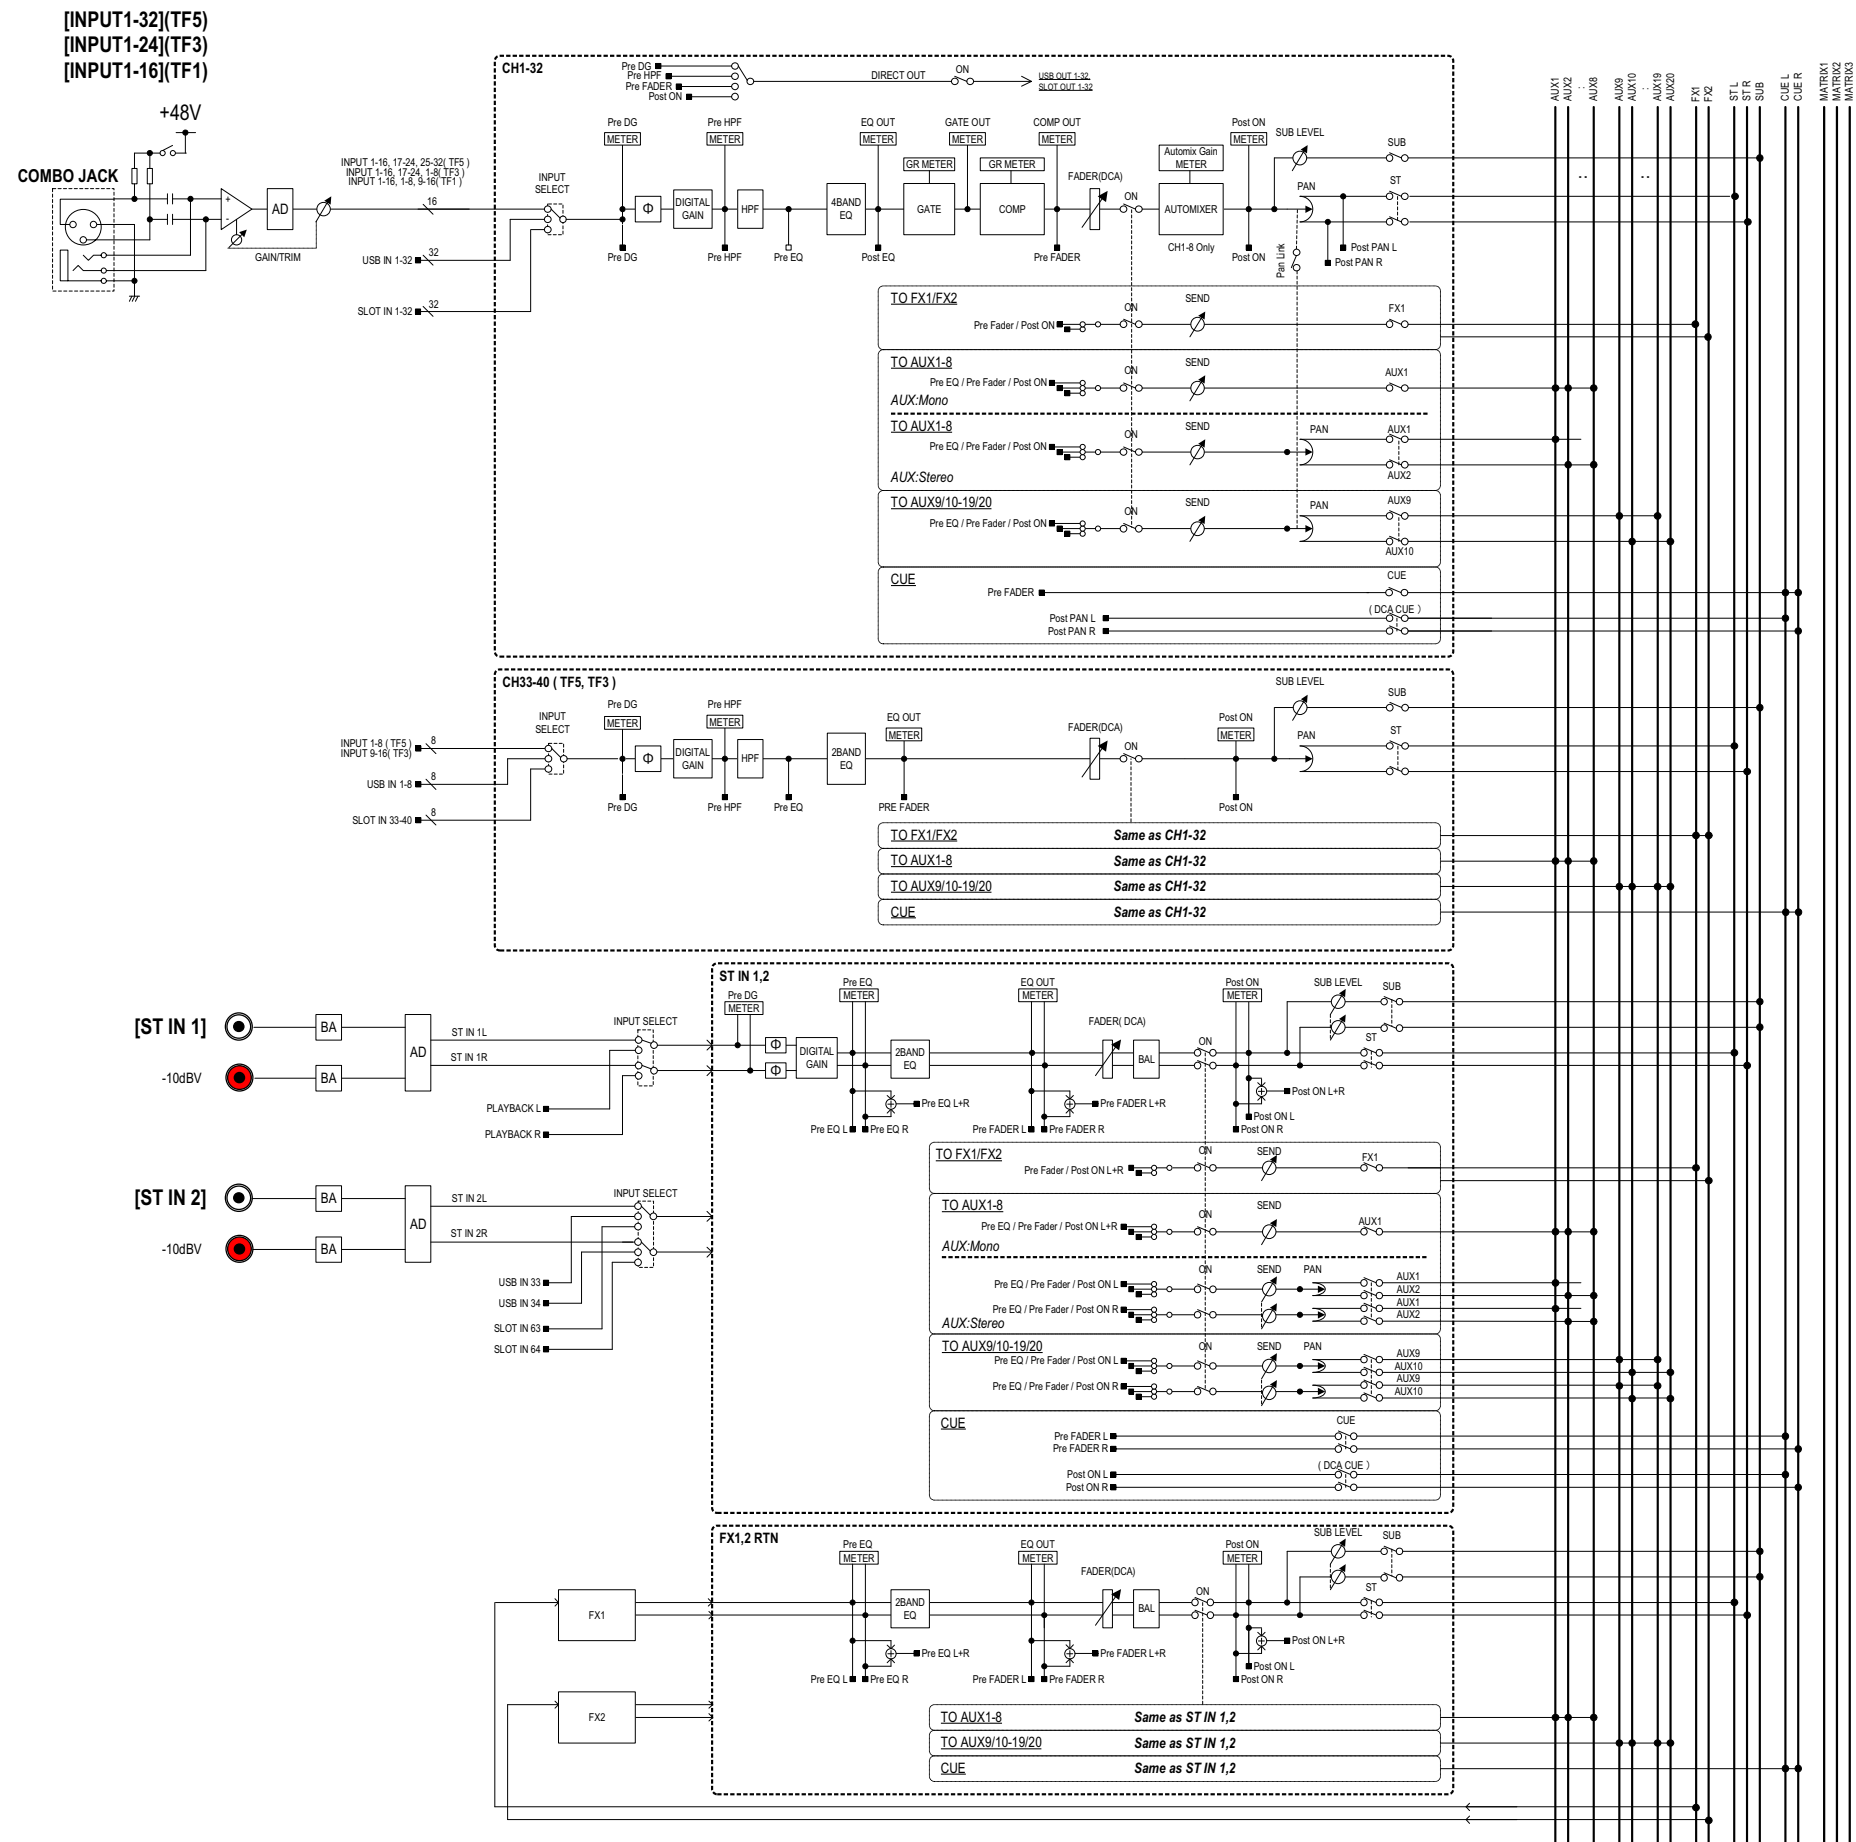 [INPUT1-32](TF5)
[INPUT1-24](TF3)
[INPUT1-16](TF1)
+48V
COMBO JACK
+
-
AD
GAIN/TRIM
INPUT 1-16, 17-24, 25-32( TF5 )
INPUT 1-16, 17-24, 1-8( TF3 )
INPUT 1-16, 1-8, 9-16( TF1 )
16
USB IN 1-32
32
SLOT IN 1-32
32
CH1-32
Pre DG
Pre HPF
Pre FADER
Post ON
DIRECT OUT
ON
USB OUT 1-32
SLOT OUT 1-32
INPUT
SELECT
Pre DG
METER
Pre HPF
METER
EQ OUT
METER
GATE OUT
METER
COMP OUT
METER
Post ON
METER
GR METER
GR METER
Automix Gain
METER
SUB LEVEL
SUB
FADER(DCA)
ON
PAN
ST
Φ
DIGITAL
GAIN
HPF
4BAND
EQ
GATE
COMP
AUTOMIXER
CH1-8 Only
Pre DG
Pre HPF
Pre EQ
Post EQ
Pre FADER
Post ON
Pan Link
Post PAN L
Post PAN R
TO FX1/FX2
Pre Fader / Post ON
ON
SEND
FX1
TO AUX1-8
Pre EQ / Pre Fader / Post ON
AUX:Mono
ON
SEND
AUX1
TO AUX1-8
Pre EQ / Pre Fader / Post ON
AUX:Stereo
ON
SEND
PAN
AUX1
AUX2
TO AUX9/10-19/20
Pre EQ / Pre Fader / Post ON
ON
SEND
PAN
AUX9
AUX10
CUE
Pre FADER
CUE
Post PAN L
Post PAN R
( DCA CUE )
AUX1
AUX2
..
AUX8
AUX9
AUX10
..
AUX19
AUX20
FX1
FX2
ST L
ST R
SUB
CUE L
CUE R
MATRIX1
MATRIX2
MATRIX3
..
..
CH33-40 ( TF5, TF3 )
INPUT 1-8 ( TF5 )
INPUT 9-16( TF3)
8
USB IN 1-8
8
SLOT IN 33-40
8
INPUT
SELECT
Pre DG
METER
Pre HPF
METER
EQ OUT
METER
FADER(DCA)
ON
Post ON
METER
SUB LEVEL
SUB
PAN
ST
Φ
DIGITAL
GAIN
HPF
2BAND
EQ
Pre DG
Pre HPF
Pre EQ
PRE FADER
Post ON
TO FX1/FX2
Same as CH1-32
TO AUX1-8
Same as CH1-32
TO AUX9/10-19/20
Same as CH1-32
CUE
Same as CH1-32
[ST IN 1]
-10dBV
BA
BA
AD
ST IN 1L
ST IN 1R
INPUT SELECT
PLAYBACK L
PLAYBACK R
[ST IN 2]
-10dBV
BA
BA
AD
ST IN 2L
ST IN 2R
INPUT SELECT
USB IN 33
USB IN 34
SLOT IN 63
SLOT IN 64
ST IN 1,2
Pre DG
METER
Pre EQ
METER
EQ OUT
METER
Post ON
METER
SUB LEVEL
SUB
FADER( DCA)
ON
ST
Φ
Φ
DIGITAL
GAIN
2BAND
EQ
BAL
Pre EQ L+R
Pre EQ L
Pre EQ R
Pre FADER L+R
Pre FADER L
Pre FADER R
Post ON L+R
Post ON L
Post ON R
TO FX1/FX2
Pre Fader / Post ON L+R
ON
SEND
FX1
TO AUX1-8
Pre EQ / Pre Fader / Post ON L+R
AUX:Mono
ON
SEND
AUX1
Pre EQ / Pre Fader / Post ON L
Pre EQ / Pre Fader / Post ON R
AUX:Stereo
ON
SEND
PAN
AUX1
AUX2
AUX1
AUX2
TO AUX9/10-19/20
Pre EQ / Pre Fader / Post ON L
Pre EQ / Pre Fader / Post ON R
ON
SEND
PAN
AUX9
AUX10
AUX9
AUX10
CUE
Pre FADER L
Pre FADER R
CUE
Post ON L
Post ON R
( DCA CUE )
FX1,2 RTN
FX1
FX2
Pre EQ
METER
EQ OUT
METER
Post ON
METER
SUB LEVEL
SUB
FADER(DCA)
ON
ST
2BAND
EQ
BAL
Pre EQ L+R
Pre EQ L
Pre EQ R
Pre FADER L+R
Pre FADER L
Pre FADER R
Post ON L+R
Post ON L
Post ON R
TO AUX1-8
Same as ST IN 1,2
TO AUX9/10-19/20
Same as ST IN 1,2
CUE
Same as ST IN 1,2